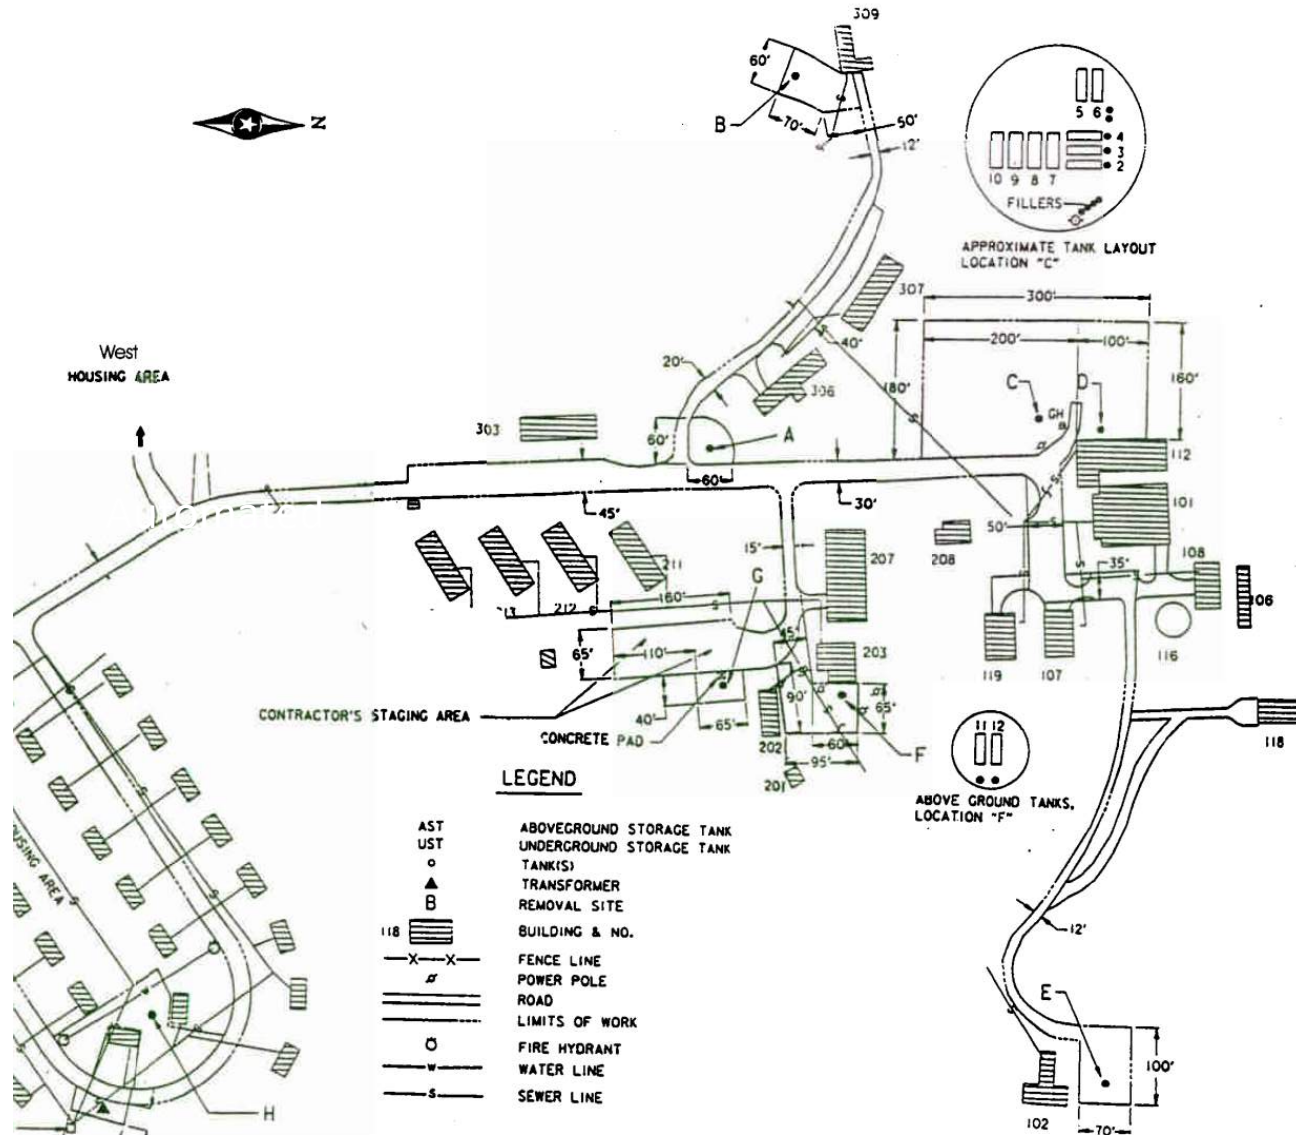 309
60'
B
70'
50'
12'
N
5 6
4
3
2
10 9 8 7
FILLERS
APPROXIMATE TANK LAYOUT
LOCATION "C"
307
300'
200'
100'
40'
180'
160'
West
HOUSING AREA
20'
306
C
D
GH
303
60'
A
112
60'
30'
45'
101
50'
15'
208
207
35'
108
211
G
106
213
212
160'
45'
65'
110'
203
119
107
116
CONTRACTOR'S STAGING AREA
40'
65'
90'
65'
CONCRETE PAD
202
60'
F
95'
201
11 12
118
ABOVE GROUND TANKS,
LOCATION "F"
LEGEND
AST ABOVEGROUND STORAGE TANK
UST UNDERGROUND STORAGE TANK
TANK(S)
TRANSFORMER
B REMOVAL SITE
118 BUILDING & NO.
X X FENCE LINE
POWER POLE
ROAD
LIMITS OF WORK
FIRE HYDRANT
W WATER LINE
S SEWER LINE
HOUSING AREA
12'
E
100'
H
102
70'